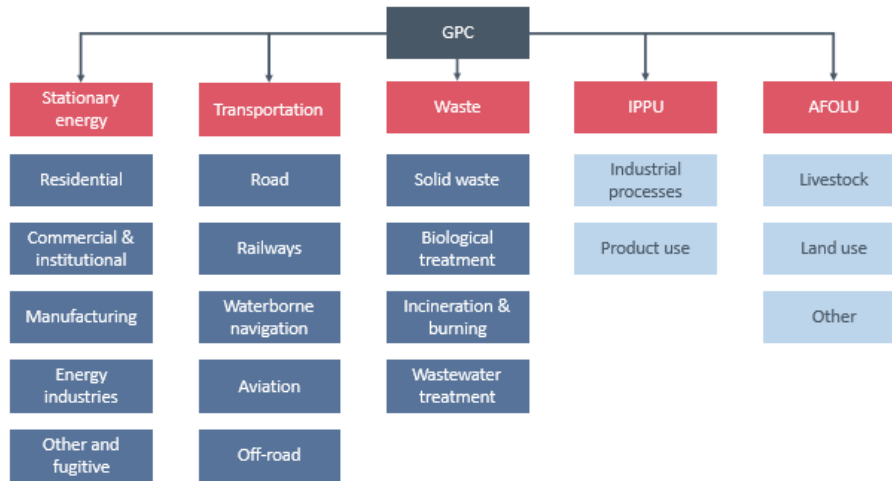 GPC
Stationary
energy
Transportation
Waste
IPPU
AFOLU
Residential
Road
Solid waste
Industrial
processes
Livestock
Commercial &
institutional
Railways
Biological
treatment
Product use
Land use
Manufacturing
Waterborne
navigation
Incineration &
burning
Other
Energy
industries
Aviation
Wastewater
treatment
Other and
fugitive
Off-road